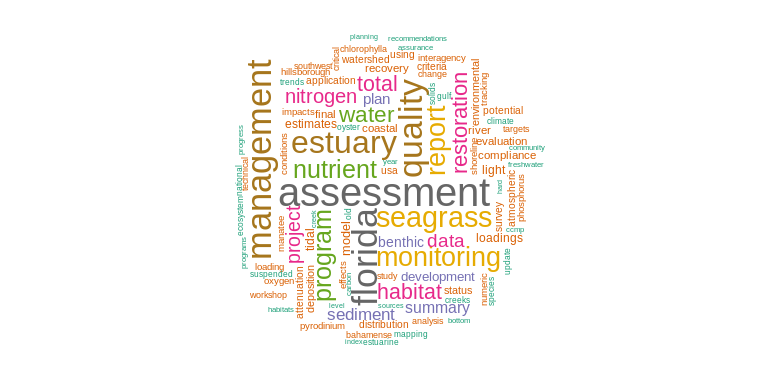 planning
recommendations
assurance
chlorophylla
critical
using
watershed
interagency
southwest
recovery
criteria
hillsborough
change
trends
application
total
solids
environmental
tracking
management
nitrogen
plan
quality
gulf
restoration
potential
impacts
final
water
report
climate
estimates
oyster
coastal
river
targets
progress
conditions
estuary
shoreline
evaluation
community
technical
nutrient
year
usa
light
compliance
freshwater
national
assessment
atmospheric
phosphorus
hard
ecosystem
project
creek
florida
old
seagrass
survey
ccmp
programs
manatee
tidal
program
model
benthic
data
loadings
update
loading
suspended
effects
carbon
monitoring
oxygen
attenuation
deposition
study
development
numeric
species
workshop
habitat
status
creeks
habitats
level
sources
summary
sediment
pyrodinium
distribution
analysis
bottom
bahamense
mapping
index
estuarine